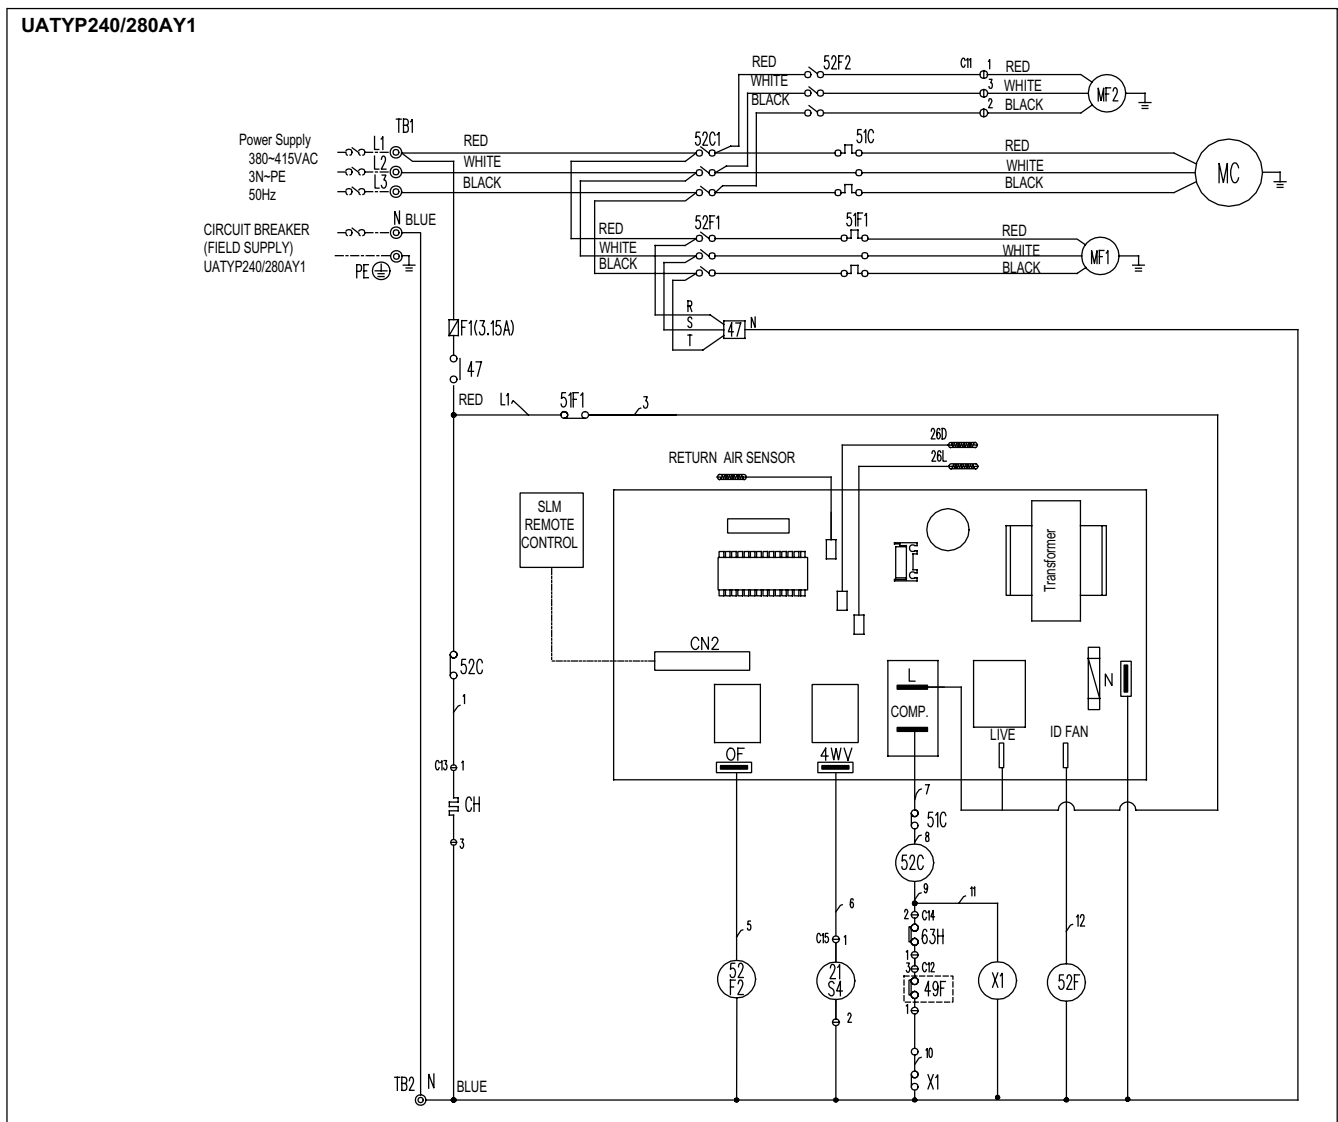 UATYP240/280AY1
RED
52F2
C11
1
RED
WHITE
3
WHITE
MF2
BLACK
2
BLACK
TB1
Power Supply
380~415VAC
3N~PE
50Hz
L1
L2
L3
RED
WHITE
BLACK
52C1
51C
RED
WHITE
BLACK
MC
N
BLUE
CIRCUIT BREAKER
(FIELD SUPPLY)
UATYP240/280AY1
PE
RED
WHITE
BLACK
52F1
51F1
RED
WHITE
BLACK
MF1
R
S
T
47
N
F1(3.15A)
47
RED
L1
51F1
3
26D
26L
RETURN AIR SENSOR
SLM
REMOTE
CONTROL
Transformer
CN2
52C
L
COMP.
N
1
LIVE
ID FAN
OF
4WV
C13
1
CH
3
7
51C
8
52C
9
11
2
C14
63H
1
3
C12
49F
1
10
X1
5
52
F2
6
C15
1
21
S4
2
X1
12
52F
TB2
N
BLUE